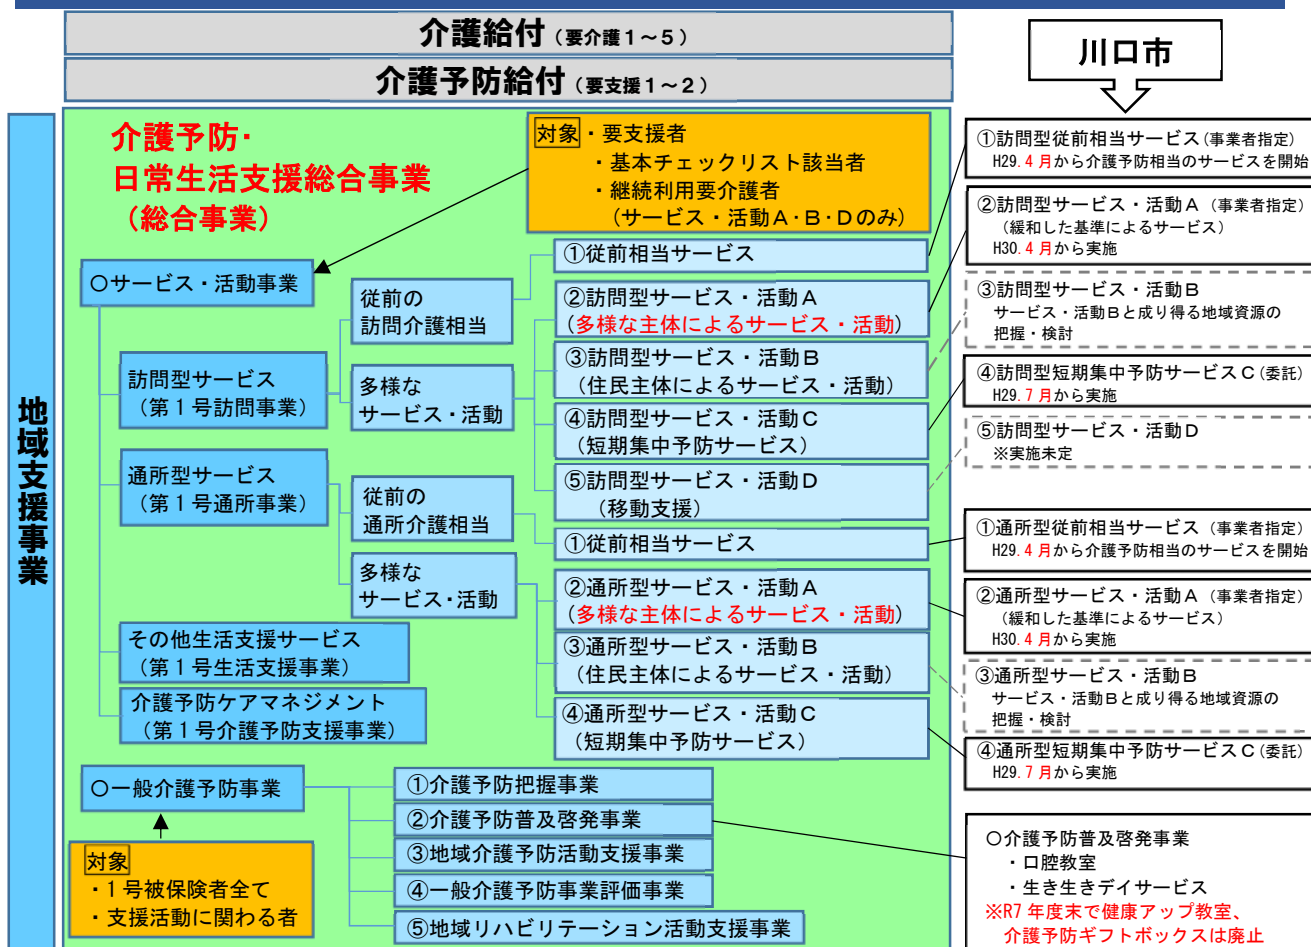 介護給付（要介護１～５）
介護予防給付（要支援１～２）
川口市
地域支援事業
介護予防・
日常生活支援総合事業
（総合事業）
対象・要支援者
・基本チェックリスト該当者
・継続利用要介護者
（サービス・活動Ａ・Ｂ・Ｄのみ）
○サービス・活動事業
訪問型サービス
（第１号訪問事業）
従前の
訪問介護相当
多様な
サービス・活動
①従前相当サービス
②訪問型サービス・活動Ａ
（多様な主体によるサービス・活動）
③訪問型サービス・活動Ｂ
（住民主体によるサービス・活動）
④訪問型サービス・活動Ｃ
（短期集中予防サービス）
⑤訪問型サービス・活動Ｄ
（移動支援）
通所型サービス
（第１号通所事業）
従前の
通所介護相当
多様な
サービス・活動
①従前相当サービス
②通所型サービス・活動Ａ
（多様な主体によるサービス・活動）
③通所型サービス・活動Ｂ
（住民主体によるサービス・活動）
④通所型サービス・活動Ｃ
（短期集中予防サービス）
その他生活支援サービス
（第１号生活支援事業）
介護予防ケアマネジメント
（第１号介護予防支援事業）
○一般介護予防事業
対象
・１号被保険者全て
・支援活動に関わる者
①介護予防把握事業
②介護予防普及啓発事業
③地域介護予防活動支援事業
④一般介護予防事業評価事業
⑤地域リハビリテーション活動支援事業
①訪問型従前相当サービス（事業者指定）
H29.４月から介護予防相当のサービスを開始
②訪問型サービス・活動Ａ（事業者指定）
（緩和した基準によるサービス）
H30.４月から実施
③訪問型サービス・活動Ｂ
サービス・活動Ｂと成り得る地域資源の
把握・検討
④訪問型短期集中予防サービスＣ（委託）
H29.７月から実施
⑤訪問型サービス・活動Ｄ
※実施未定
①通所型従前相当サービス（事業者指定）
H29.４月から介護予防相当のサービスを開始
②通所型サービス・活動Ａ（事業者指定）
（緩和した基準によるサービス）
H30.４月から実施
③通所型サービス・活動Ｂ
サービス・活動Ｂと成り得る地域資源の
把握・検討
④通所型短期集中予防サービスＣ（委託）
H29.７月から実施
○介護予防普及啓発事業
・口腔教室
・生き生きデイサービス
※R7年度末で健康アップ教室、
介護予防ギフトボックスは廃止